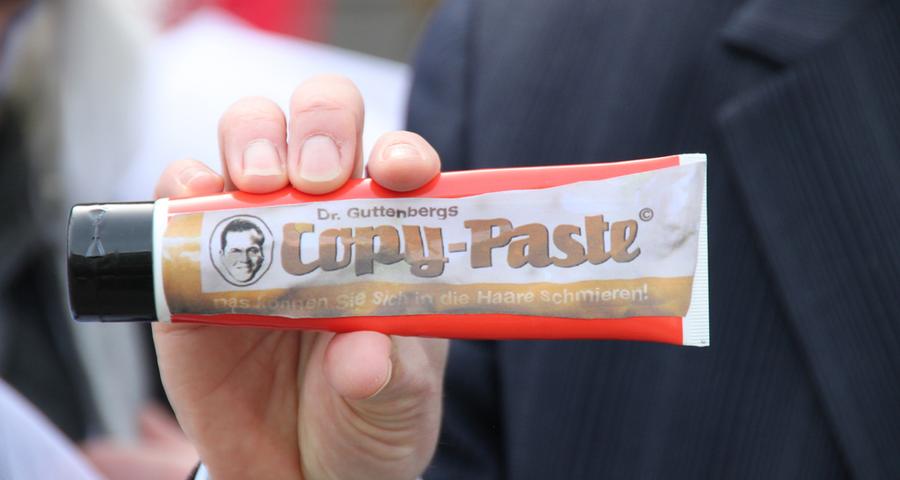 Dr. Guttenbergs
Copy-Paste©
Das können Sie sich in die Haare schmieren!